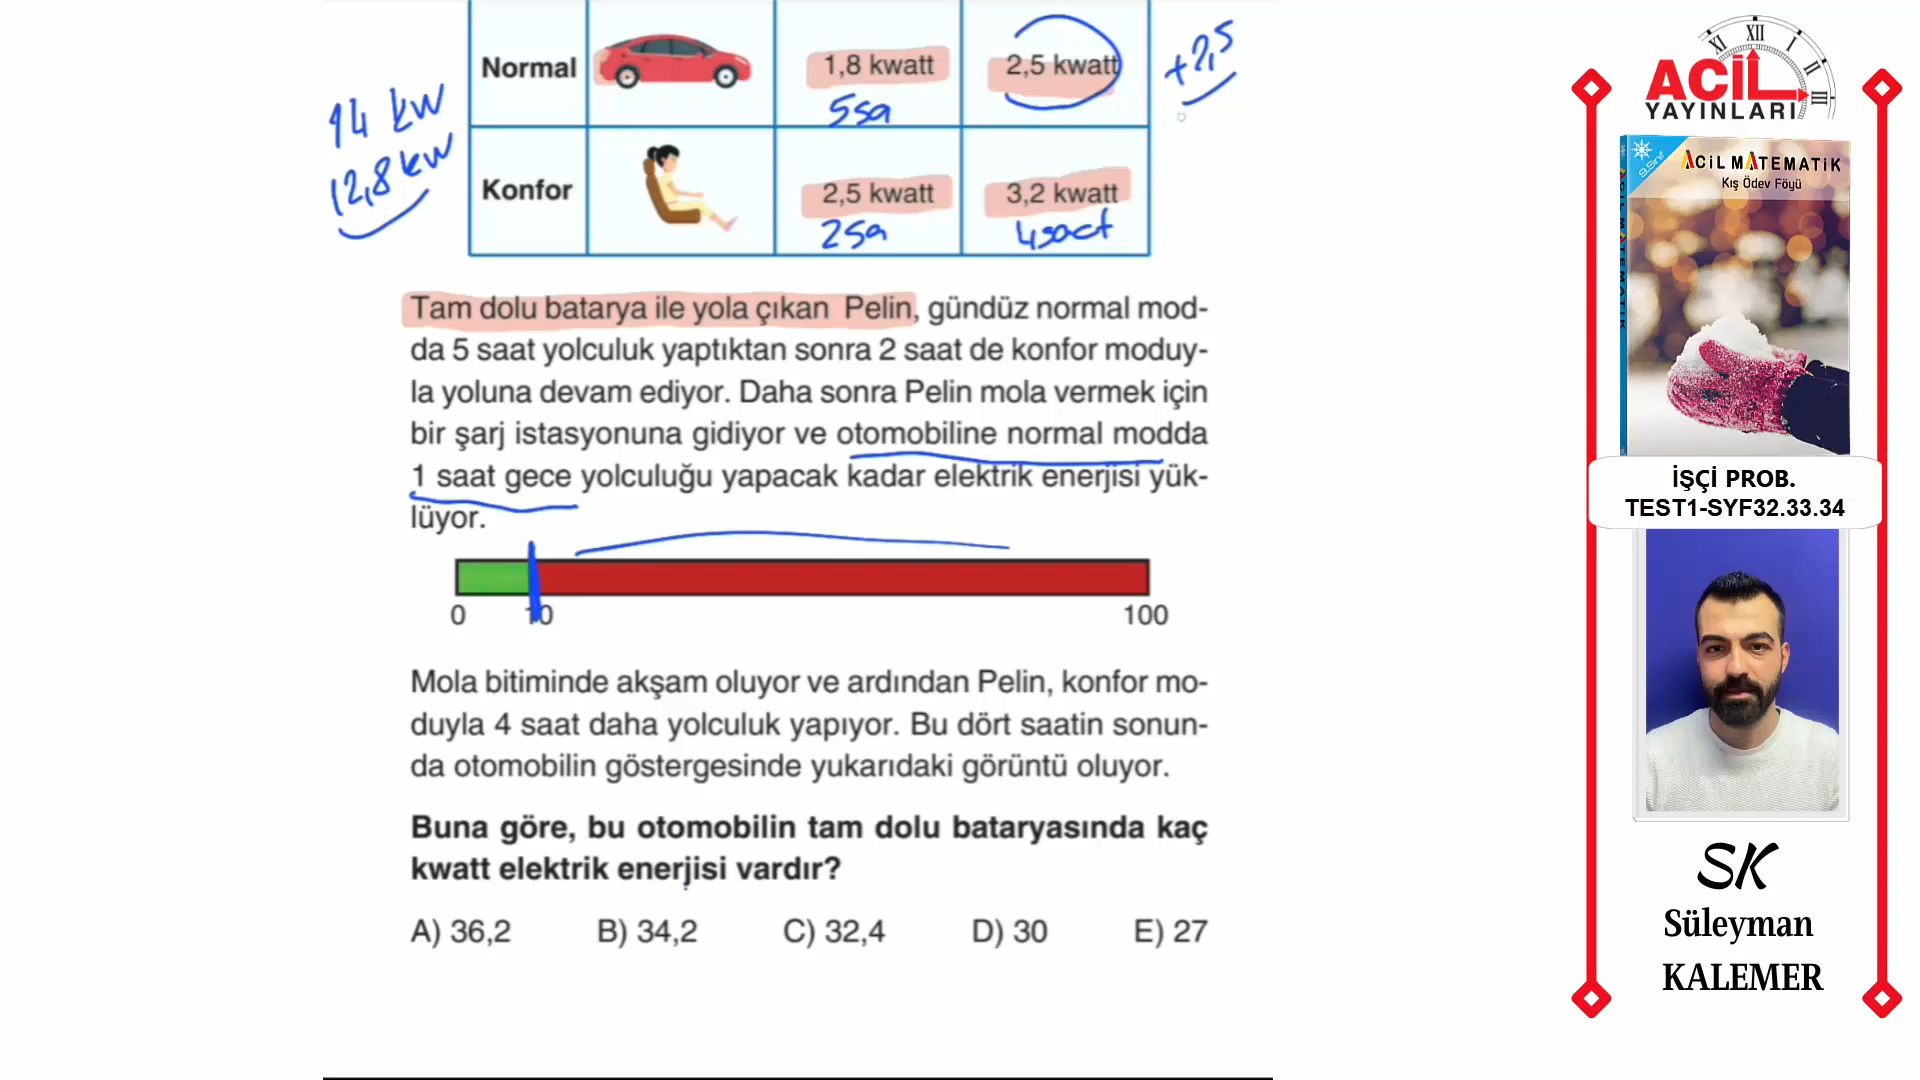 Normal
1,8 kwatt
2,5 kwatt
+2,5
5sa
14 kw
12,8 kw
Konfor
2,5 kwatt
3,2 kwatt
2sa
4saat
Tam dolu batarya ile yola çıkan Pelin, gündüz normal mod-
da 5 saat yolculuk yaptıktan sonra 2 saat de konfor moduy-
la yoluna devam ediyor. Daha sonra Pelin mola vermek için
bir şarj istasyonuna gidiyor ve otomobiline normal modda
1 saat gece yolculuğu yapacak kadar elektrik enerjisi yük-
lüyor.
0
10
100
Mola bitiminde akşam oluyor ve ardından Pelin, konfor mo-
duyla 4 saat daha yolculuk yapıyor. Bu dört saatin sonun-
da otomobilin göstergesinde yukarıdaki görüntü oluyor.
Buna göre, bu otomobilin tam dolu bataryasında kaç
kwatt elektrik enerjisi vardır?
A) 36,2 B) 34,2 C) 32,4 D) 30 E) 27
XI XII I II III
ACİL
YAYINLARI
9.Sınıf
ACİL MATEMATİK
Kış Ödev Föyü
İŞÇİ PROB.
TEST1-SYF32.33.34
SK
Süleyman
KALEMER